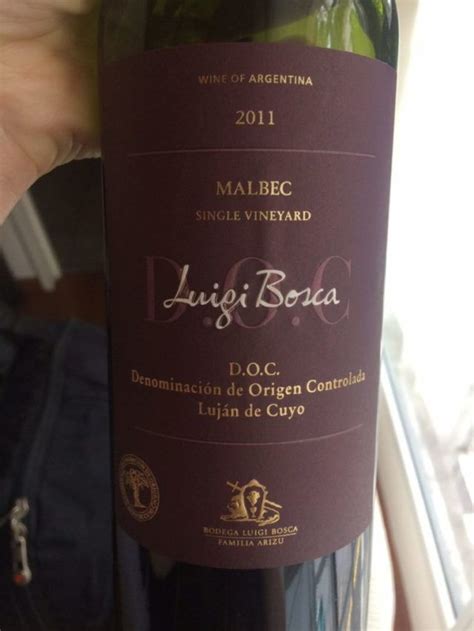 WINE OF ARGENTINA
2011
MALBEC
SINGLE VINEYARD
D.O.C
Luigi Bosca
D.O.C.
Denominación de Origen Controlada
Luján de Cuyo
BODEGA LUIGI BOSCA
FAMILIA ARIZU